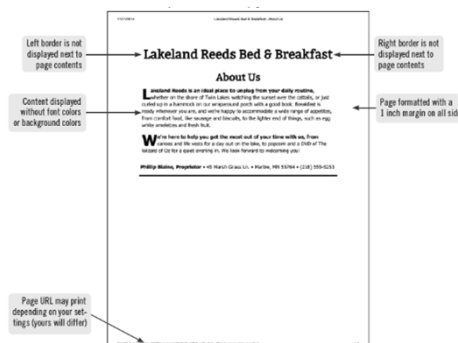 Lakeland Reeds Bed & Breakfast: About Us
Left border is not
displayed next to
page contents
Lakeland Reeds Bed & Breakfast
Right border is not
displayed next to
page contents
About Us
Content displayed
without font colors
or background colors
Lakeland Reeds is an ideal place to unplug from your daily routine,
whether on the share of Twin Lakes watching the sunset over the cattails, or just
curled up in a hammock on our wraparound porch with a good book. Breakfast is
ready whenever you are, and we're happy to accommodate a wide range of appetites,
from comfort food, like sausage and biscuits, to the lighter end of things, such as egg
white omelettes and fresh fruit.
Page formatted with a
1 inch margin on all sid
We're here to help you get the most out of your time with us, from
canoes and life vests for a day out on the lake, to popcorn and a DVD of The
Wizard of Oz for a quiet evening in. We look forward to welcoming you!
Phillip Blaine, Proprietor • 45 Marsh Grass Ln. • Marble, MN 55764 • (218) 555-5253
Page URL may print
depending on your set-
tings (yours will differ)